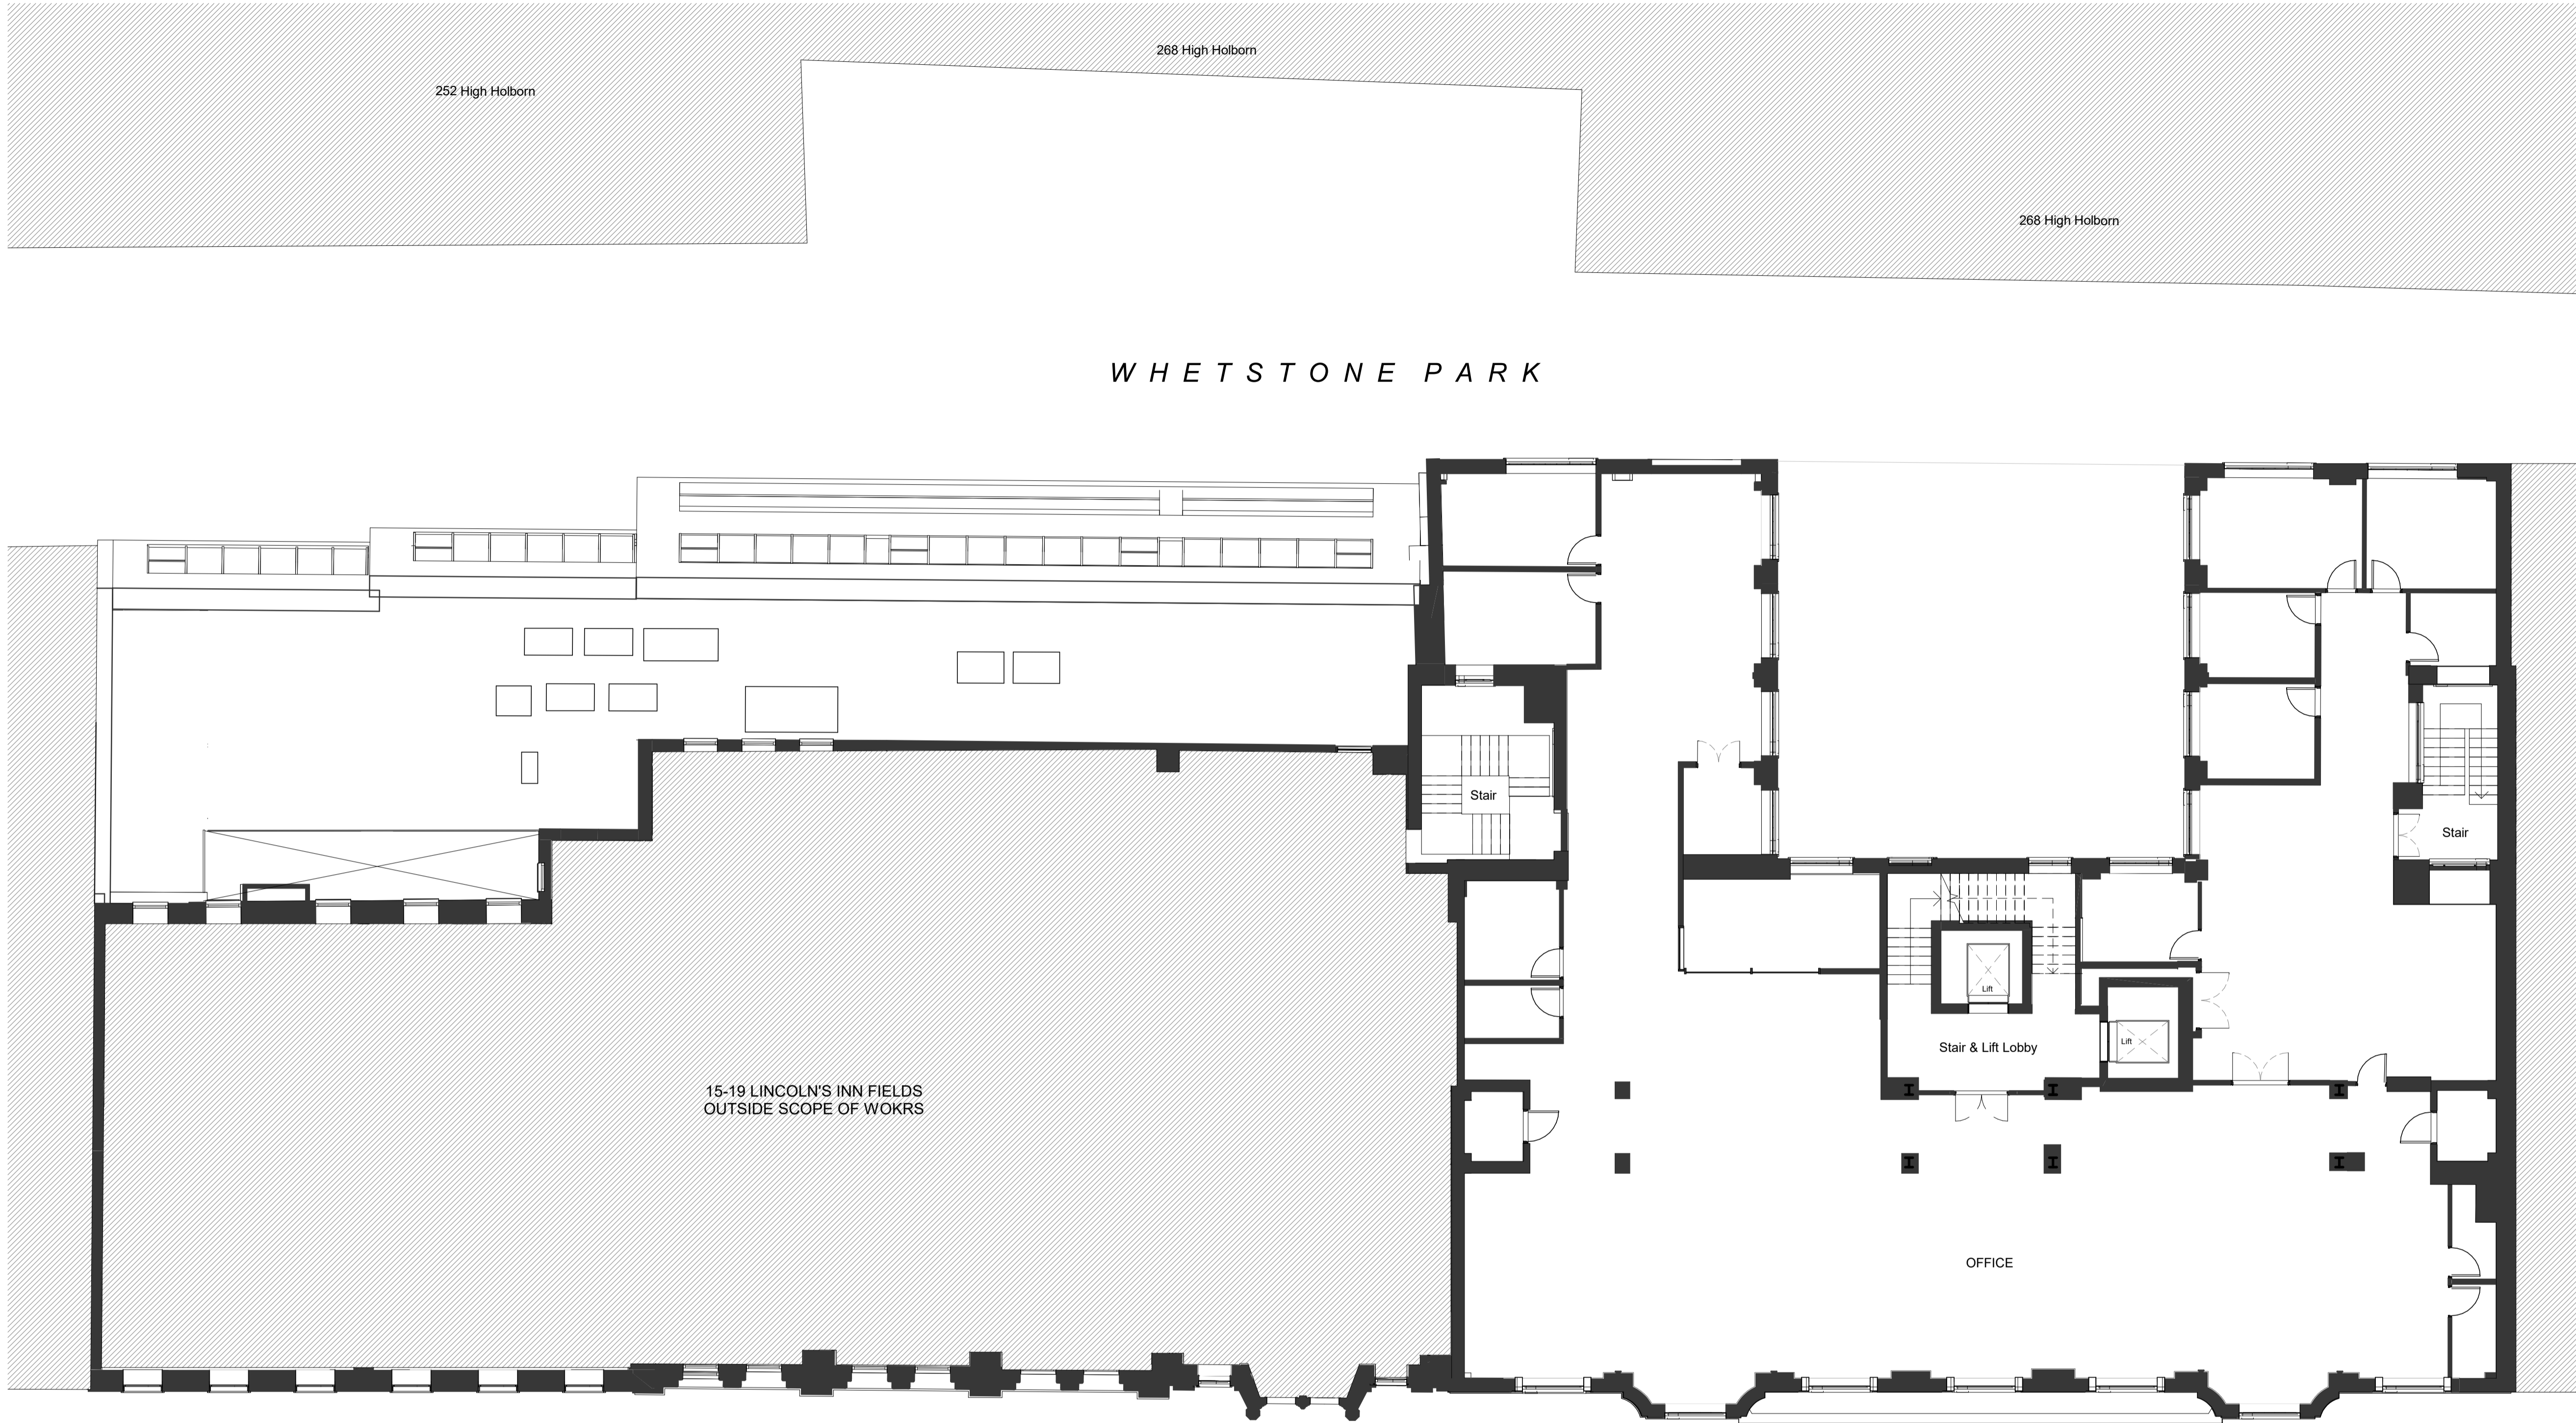 268 High Holborn
252 High Holborn
268 High Holborn
WHETSTONE PARK
Stair
Stair
Lift
Lift
Stair & Lift Lobby
15-19 LINCOLN'S INN FIELDS
OUTSIDE SCOPE OF WOKRS
OFFICE